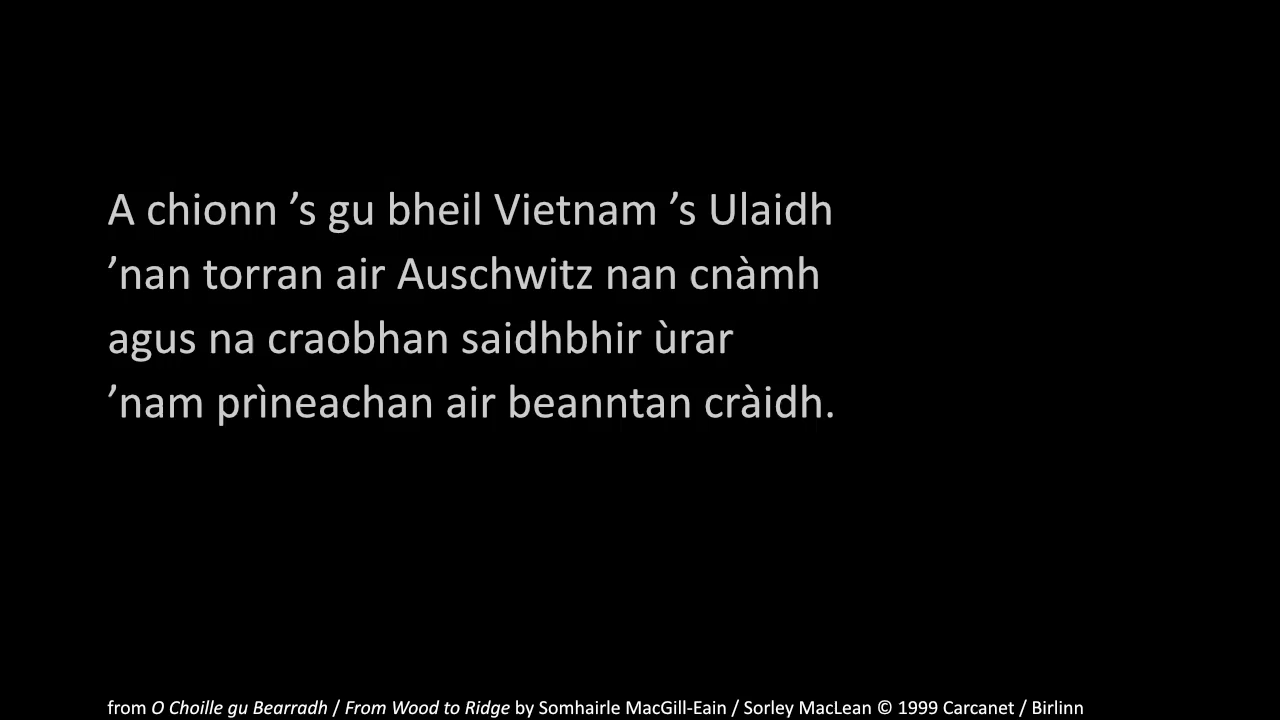 A chionn ’s gu bheil Vietnam ’s Ulaidh
’nan torran air Auschwitz nan cnàmh
agus na craobhan saidhbhir ùrar
’nam prìneachan air beanntan cràidh.
from O Choille gu Bearradh / From Wood to Ridge by Somhairle MacGill-Eain / Sorley MacLean © 1999 Carcanet / Birlinn